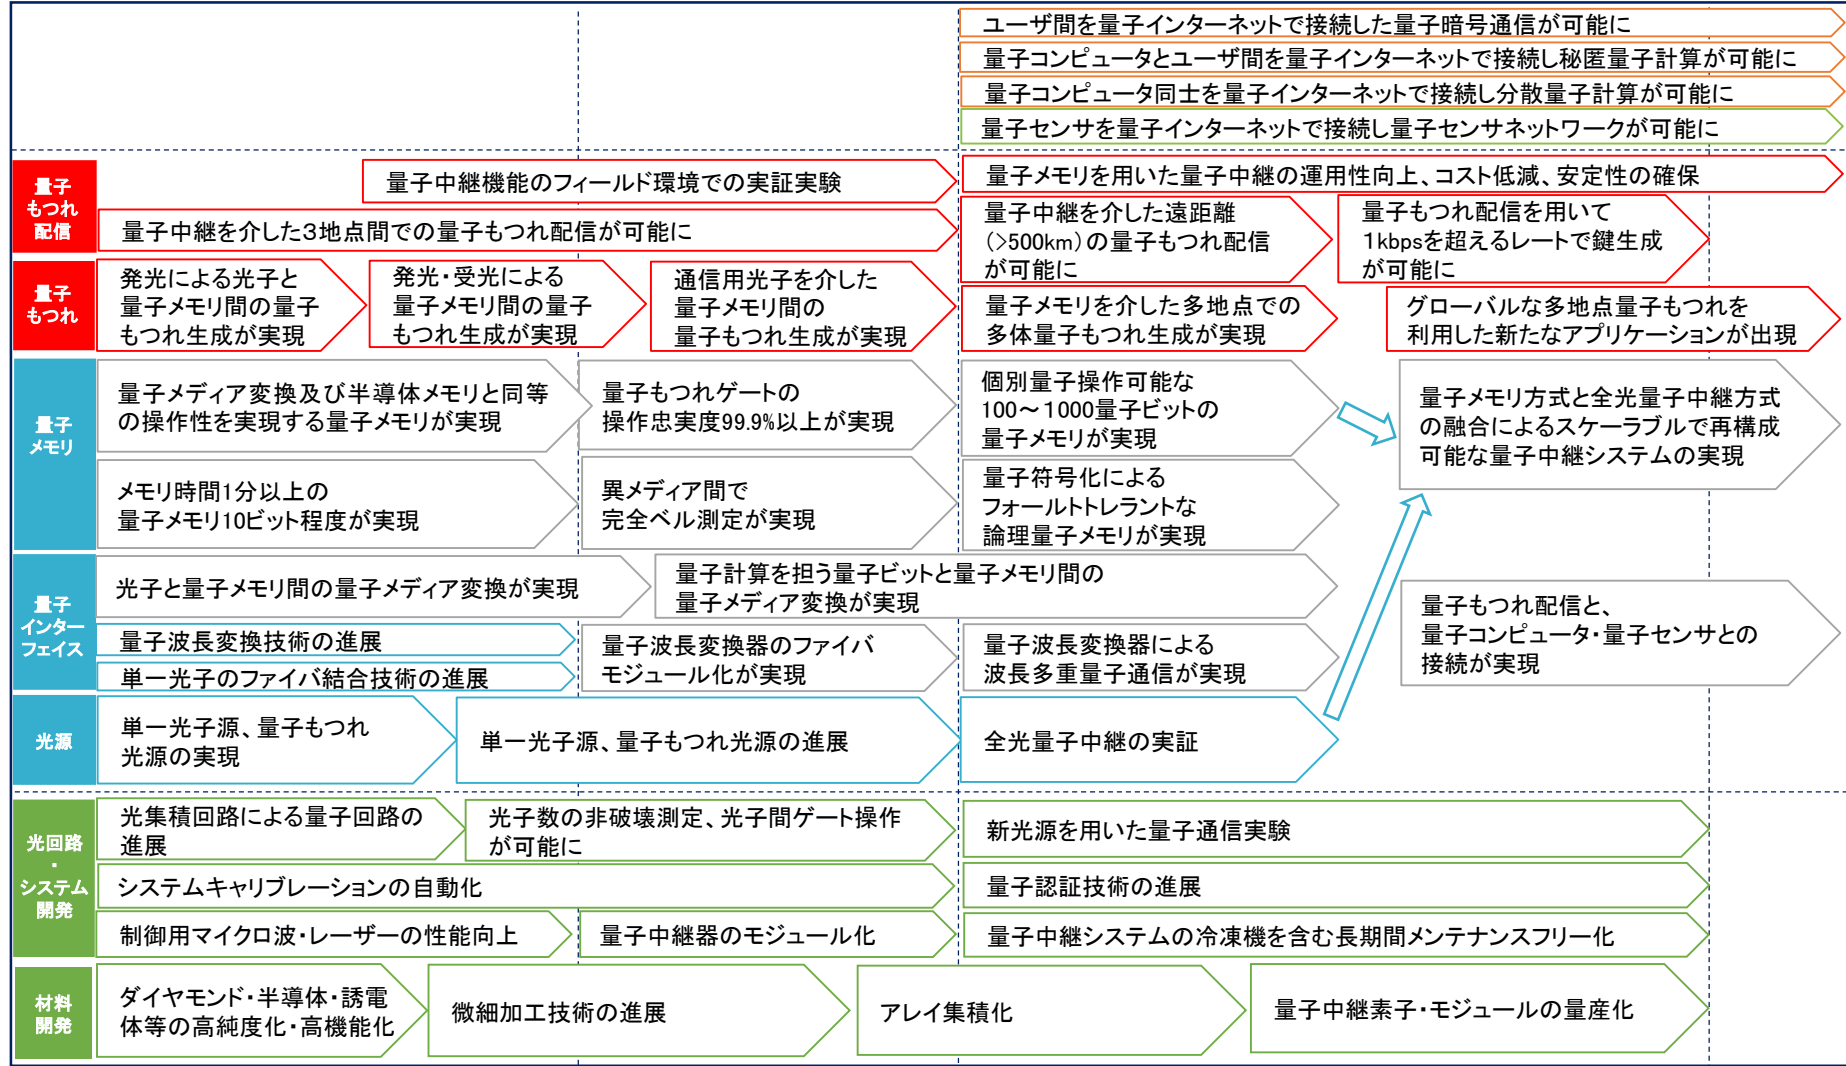 ユーザ間を量子インターネットで接続した量子暗号通信が可能に
量子コンピュータとユーザ間を量子インターネットで接続し秘匿量子計算が可能に
量子コンピュータ同士を量子インターネットで接続し分散量子計算が可能に
量子センサを量子インターネットで接続し量子センサネットワークが可能に
量子
もつれ
配信
量子中継機能のフィールド環境での実証実験
量子メモリを用いた量子中継の運用性向上、コスト低減、安定性の確保
量子中継を介した3地点間での量子もつれ配信が可能に
量子中継を介した遠距離
(>500km)の量子もつれ配信
が可能に
量子もつれ配信を用いて
1kbpsを超えるレートで鍵生成
が可能に
量子
もつれ
発光による光子と
量子メモリ間の量子
もつれ生成が実現
発光・受光による
量子メモリ間の量子
もつれ生成が実現
通信用光子を介した
量子メモリ間の
量子もつれ生成が実現
量子メモリを介した多地点での
多体量子もつれ生成が実現
グローバルな多地点量子もつれを
利用した新たなアプリケーションが出現
量子
メモリ
量子メディア変換及び半導体メモリと同等
の操作性を実現する量子メモリが実現
量子もつれゲートの
操作忠実度99.9%以上が実現
個別量子操作可能な
100～1000量子ビットの
量子メモリが実現
量子メモリ方式と全光量子中継方式
の融合によるスケーラブルで再構成
可能な量子中継システムの実現
メモリ時間1分以上の
量子メモリ10ビット程度が実現
異メディア間で
完全ベル測定が実現
量子符号化による
フォールトトレラントな
論理量子メモリが実現
量子
インター
フェイス
光子と量子メモリ間の量子メディア変換が実現
量子計算を担う量子ビットと量子メモリ間の
量子メディア変換が実現
量子もつれ配信と、
量子コンピュータ・量子センサとの
接続が実現
量子波長変換技術の進展
単一光子のファイバ結合技術の進展
量子波長変換器のファイバ
モジュール化が実現
量子波長変換器による
波長多重量子通信が実現
光源
単一光子源、量子もつれ
光源の実現
単一光子源、量子もつれ光源の進展
全光量子中継の実証
光回路
・
システム
開発
光集積回路による量子回路の
進展
光子数の非破壊測定、光子間ゲート操作
が可能に
新光源を用いた量子通信実験
システムキャリブレーションの自動化
量子認証技術の進展
制御用マイクロ波・レーザーの性能向上
量子中継器のモジュール化
量子中継システムの冷凍機を含む長期間メンテナンスフリー化
材料
開発
ダイヤモンド・半導体・誘電
体等の高純度化・高機能化
微細加工技術の進展
アレイ集積化
量子中継素子・モジュールの量産化